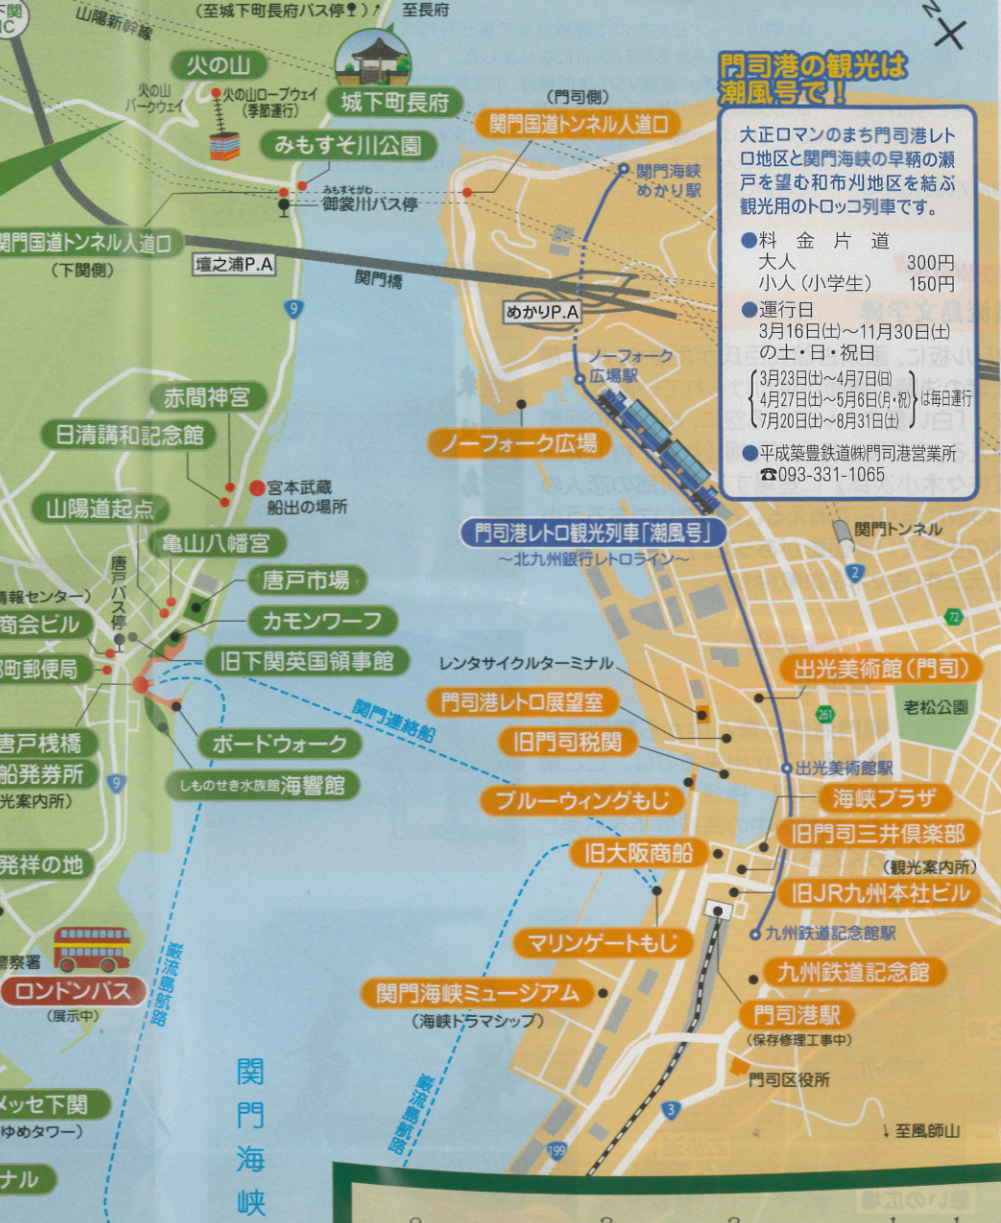 山陽新幹線
(至城下町長府バス停)
至長府
火の山
火の山
パークウェイ
火の山ロープウェイ
(季節運行)
城下町長府
みもすそ川公園
(門司側)
関門国道トンネル人道口
みもすそがわ
御裳川バス停
関門国道トンネル人道口
(下関側)
壇之浦P.A
関門橋
9
関門海峡
めかり駅
めかりP.A
ノーフォーク
広場駅
ノーフォーク広場
N
門司港の観光は
潮風号で!
大正ロマンのまち門司港レト
ロ地区と関門海峡の早鞆の瀬
戸を望む和布刈地区を結ぶ
観光用のトロッコ列車です。
●料金片道
大人 300円
小人(小学生) 150円
●運行日
3月16日(土)〜11月30日(土)
の土・日・祝日
3月23日(土)〜4月7日(日)
4月27日(土)〜5月6日(月・祝)
7月20日(土)〜8月31日(土)
は毎日運行
●平成築豊鉄道㈱門司港営業所
☎093-331-1065
赤間神宮
日清講和記念館
宮本武蔵
船出の場所
山陽道起点
亀山八幡宮
唐戸バス停
唐戸市場
カモンワーフ
旧下関英国領事館
情報センター)
商会ビル
町郵便局
唐戸桟橋
船発券所
光案内所)
ボードウォーク
しものせき水族館海響館
9
発祥の地
警察署
ロンドンバス
(展示中)
メッセ下関
ゆめタワー)
ナル
関門連絡船
巌流島航路
巌流島航路
関門海峡
門司港レトロ観光列車「潮風号」
〜北九州銀行レトロライン〜
関門トンネル
2
72
レンタサイクルターミナル
出光美術館(門司)
門司港レトロ展望室
261
老松公園
旧門司税関
出光美術館駅
ブルーウィングもじ
海峡プラザ
旧大阪商船
旧門司三井倶楽部
(観光案内所)
旧JR九州本社ビル
マリンゲートもじ
九州鉄道記念館駅
九州鉄道記念館
関門海峡ミュージアム
(海峡ドラマシップ)
門司港駅
(保存修理工事中)
門司区役所
3
199
至風師山